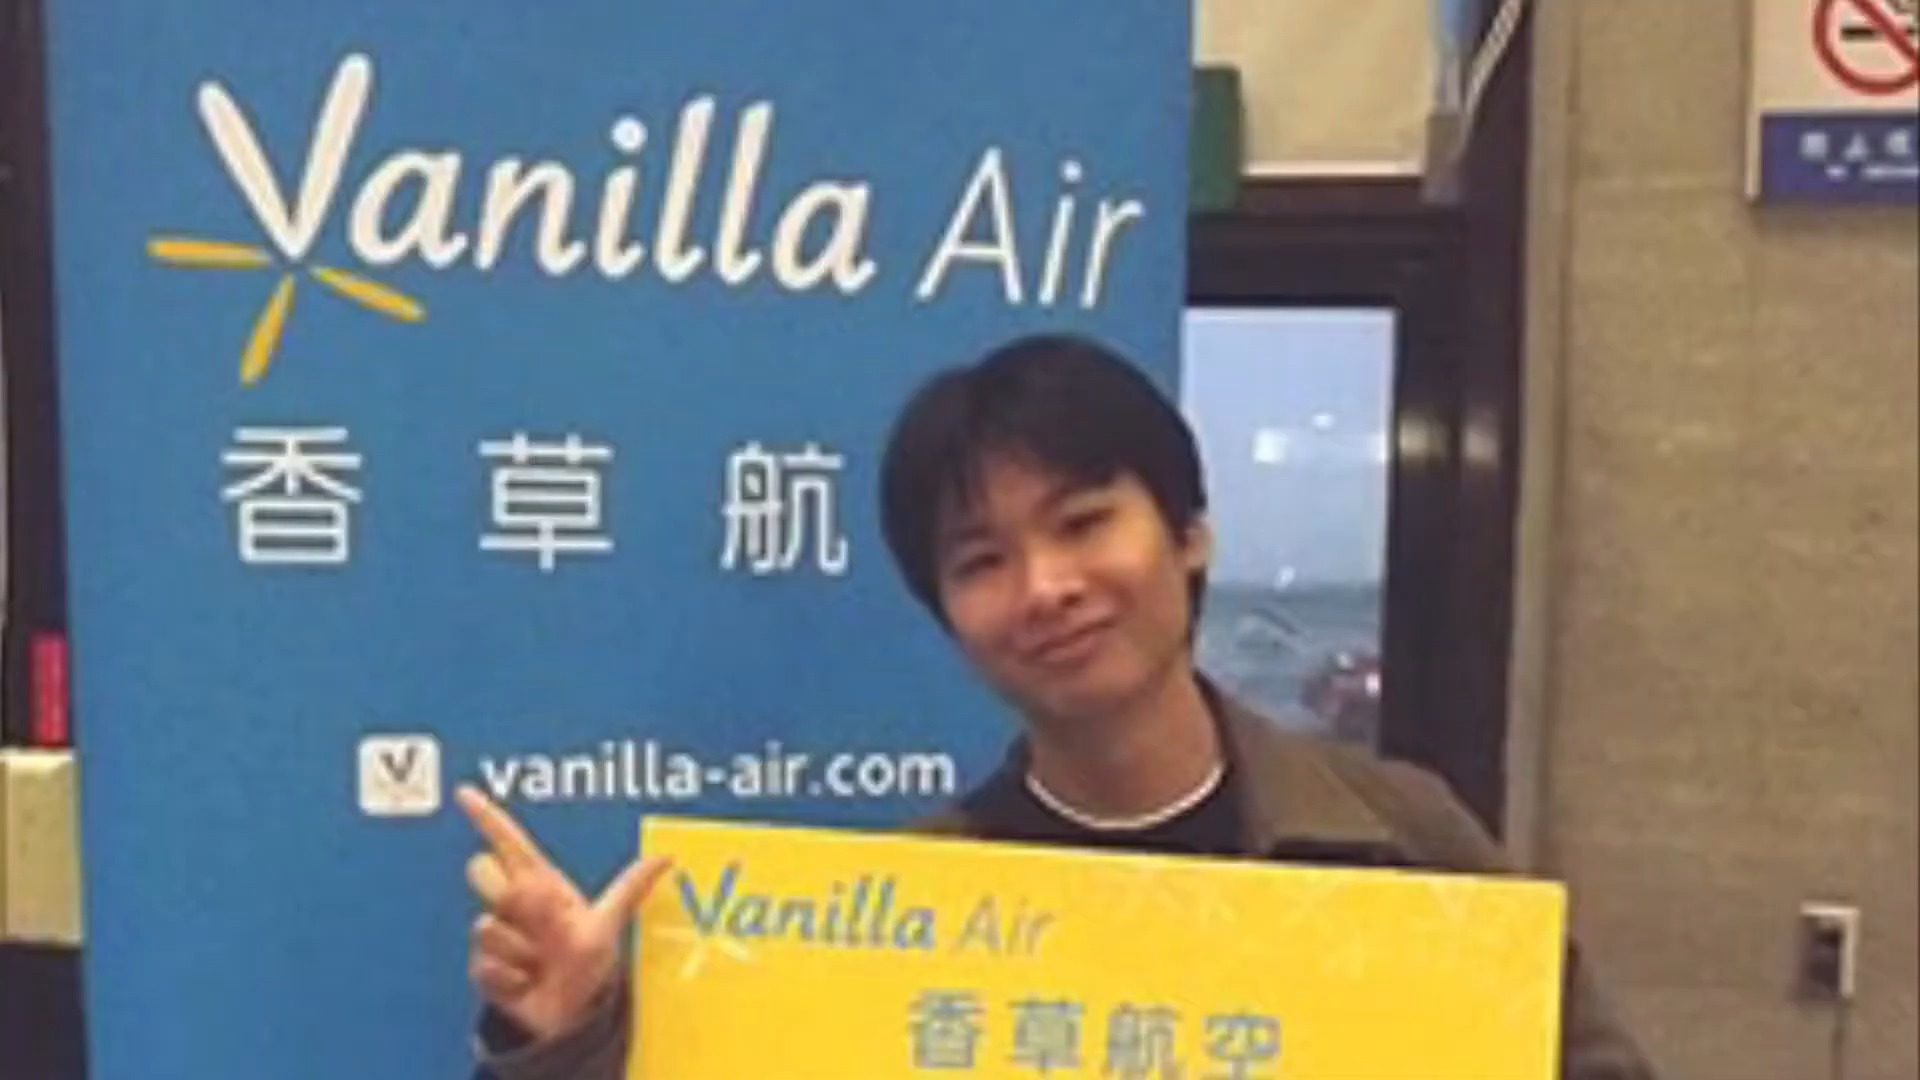 Vanilla Air
香草航
vanilla-air.com
Vanilla Air
香草航空